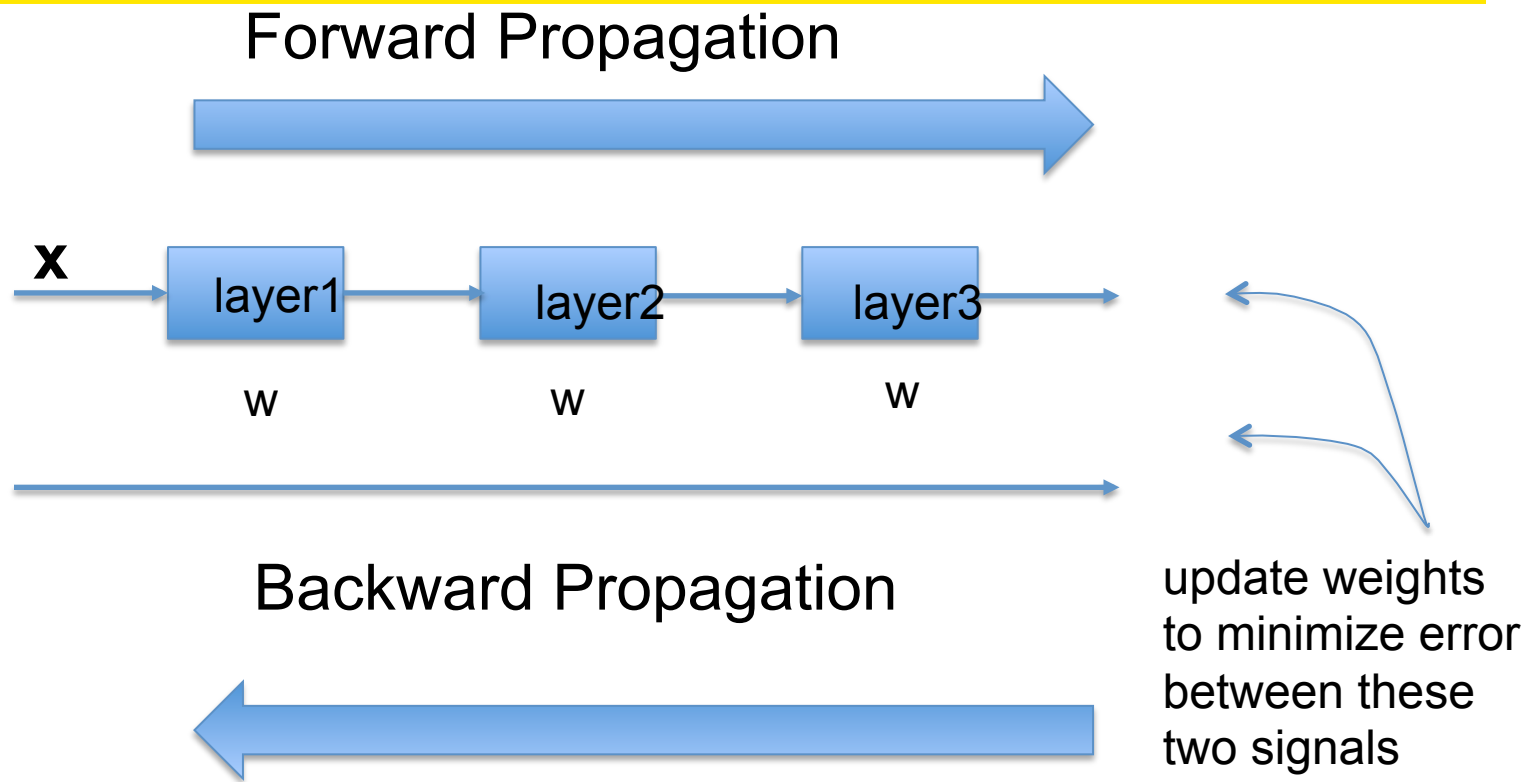 Forward Propagation
x
layer1
layer2
layer3
w
w
w
Backward Propagation
update weights
to minimize error
between these
two signals